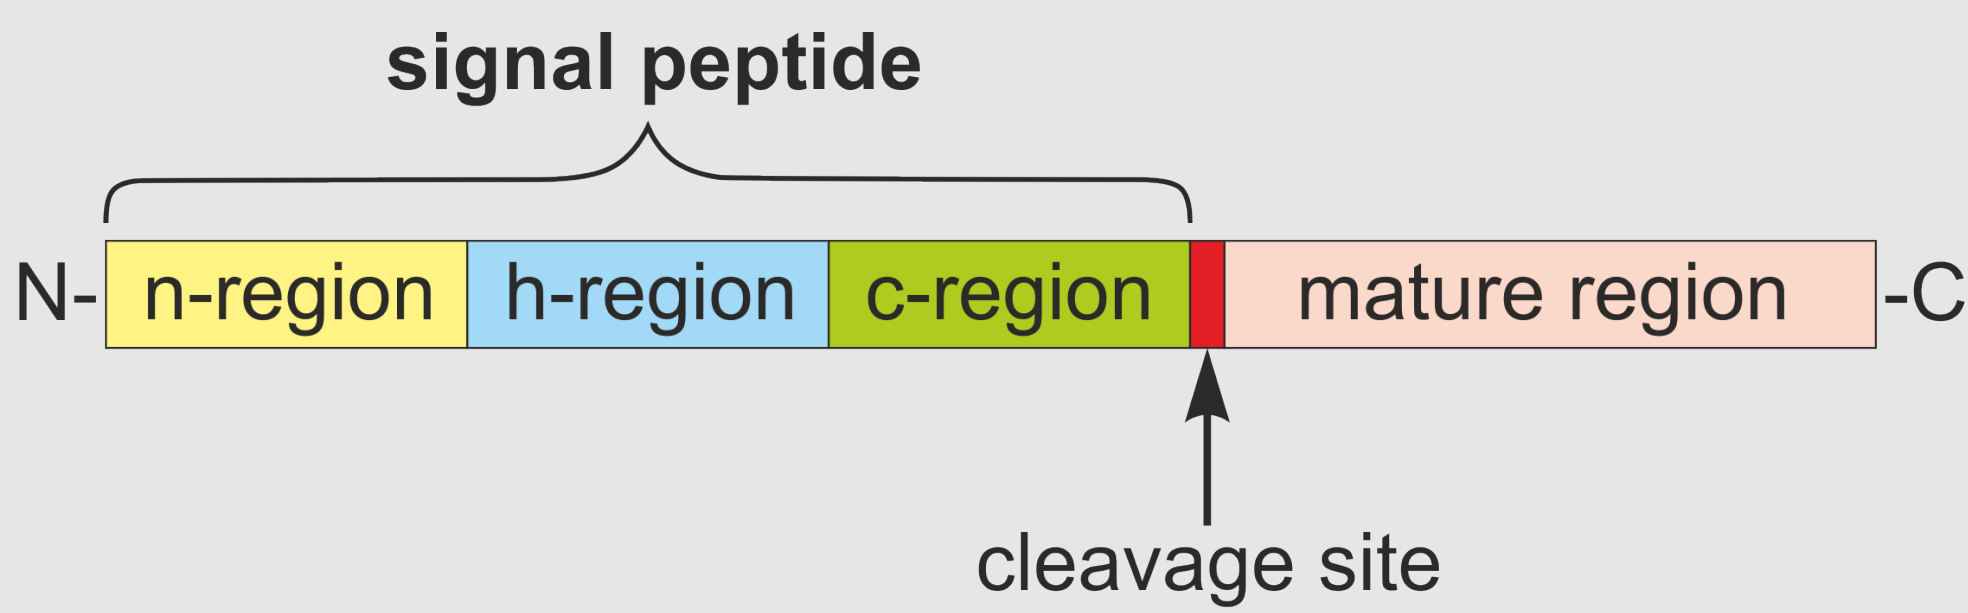 signal peptide
N- n-region h-region c-region mature region -C
cleavage site